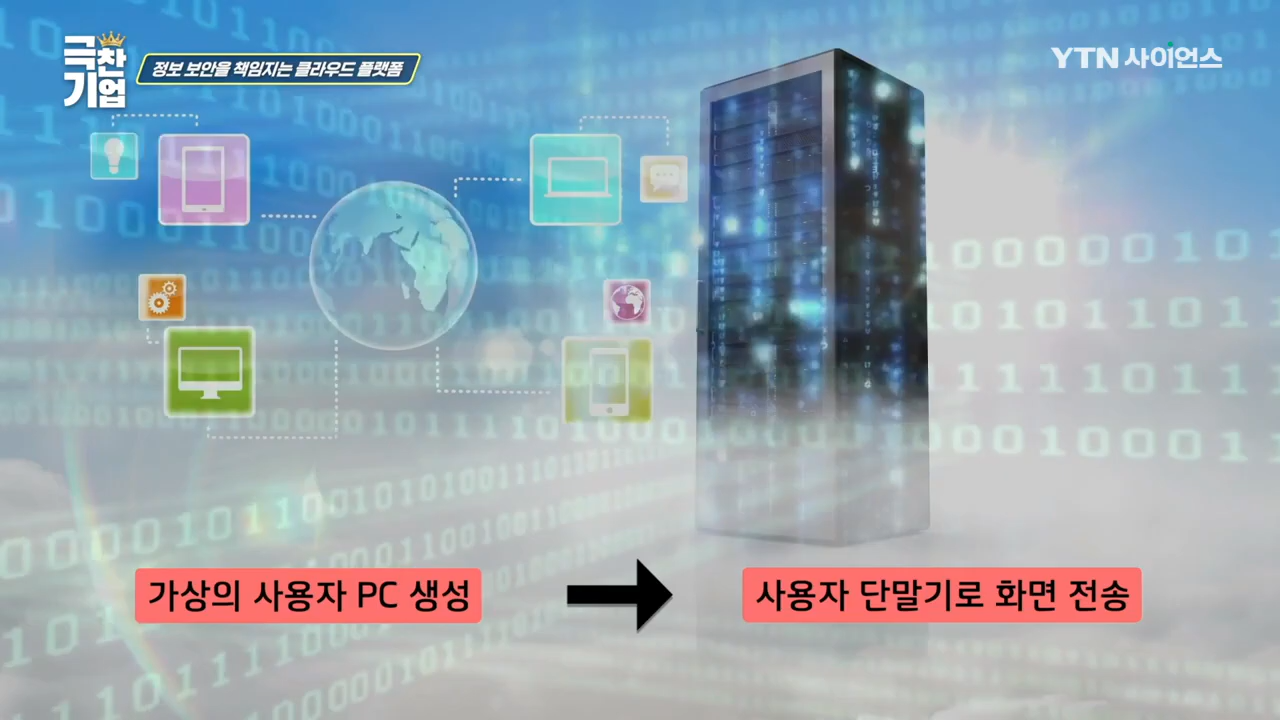 극찬
기업
정보 보안을 책임지는 클라우드 플랫폼
YTN 사이언스
가상의 사용자 PC 생성
사용자 단말기로 화면 전송